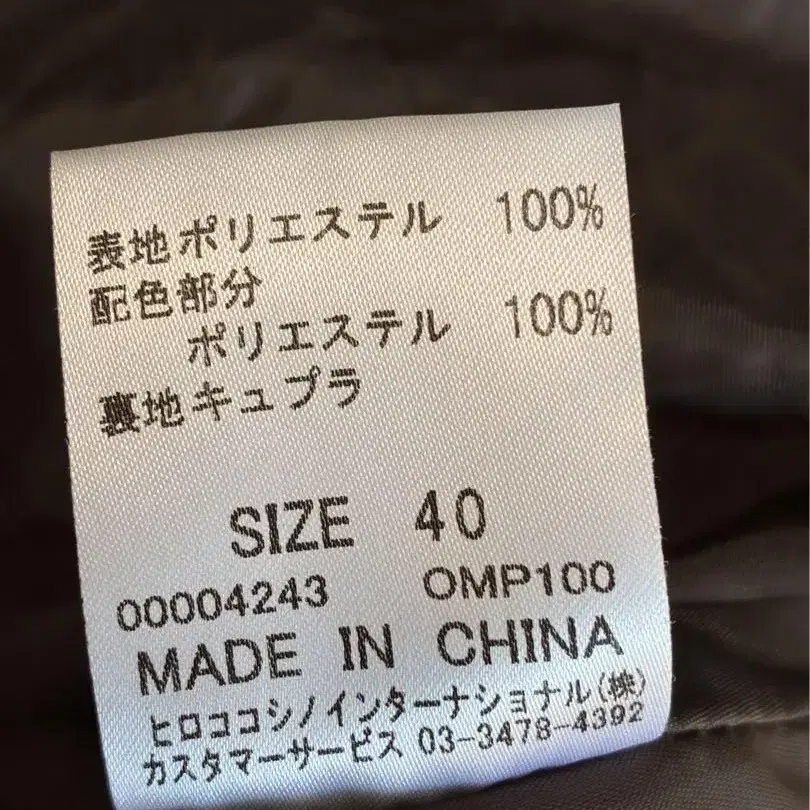 表地ポリエステル 100%
配色部分
ポリエステル 100%
裏地キュプラ
SIZE 40
00004243 OMP100
MADE IN CHINA
ヒロココシノインターナショナル(株)
カスタマーサービス 03-3478-4392